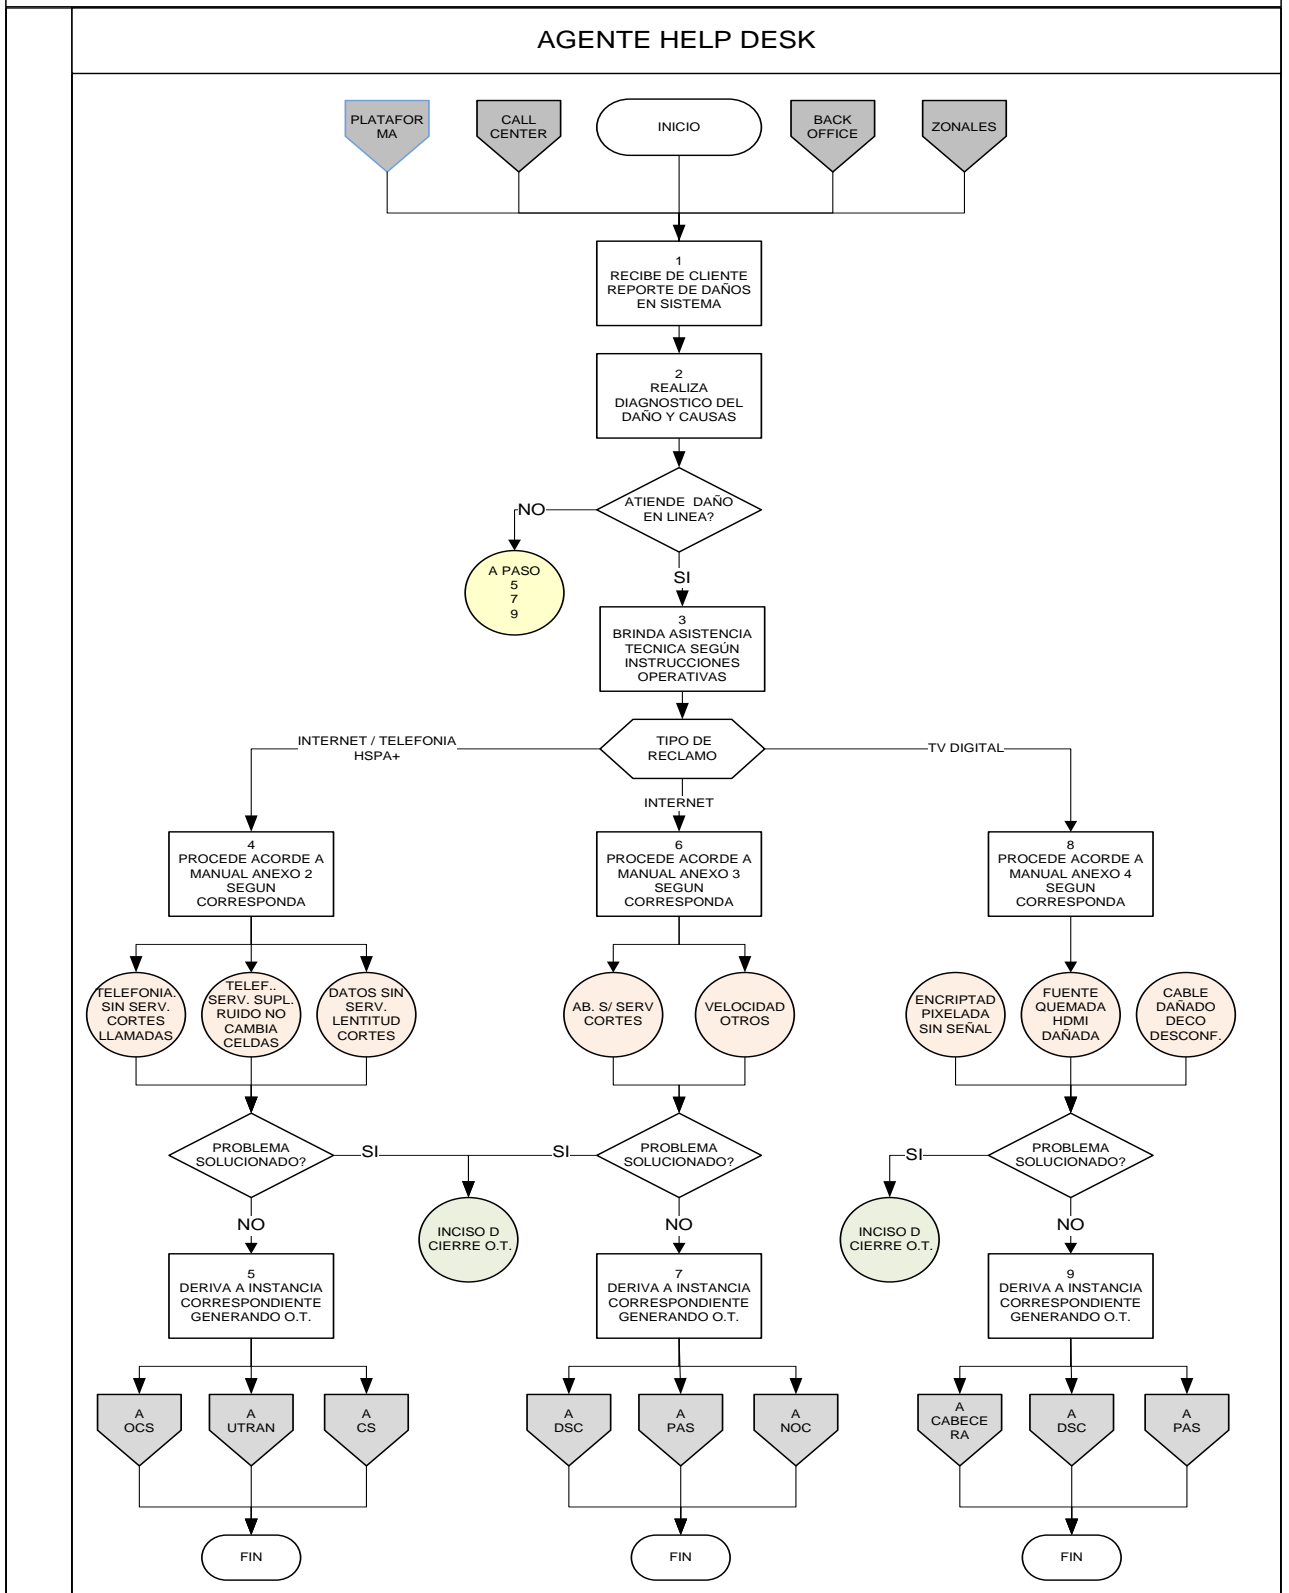 AGENTE HELP DESK
PLATAFOR
MA
CALL
CENTER
INICIO
BACK
OFFICE
ZONALES
1
RECIBE DE CLIENTE
REPORTE DE DAÑOS
EN SISTEMA
2
REALIZA
DIAGNOSTICO DEL
DAÑO Y CAUSAS
ATIENDE DAÑO
EN LINEA?
NO
SI
A PASO
5
7
9
3
BRINDA ASISTENCIA
TECNICA SEGÚN
INSTRUCCIONES
OPERATIVAS
TIPO DE
RECLAMO
INTERNET / TELEFONIA
HSPA+
INTERNET
TV DIGITAL
4
PROCEDE ACORDE A
MANUAL ANEXO 2
SEGUN
CORRESPONDA
6
PROCEDE ACORDE A
MANUAL ANEXO 3
SEGUN
CORRESPONDA
8
PROCEDE ACORDE A
MANUAL ANEXO 4
SEGUN
CORRESPONDA
TELEFONIA.
SIN SERV.
CORTES
LLAMADAS
TELEF..
SERV. SUPL.
RUIDO NO
CAMBIA
CELDAS
DATOS SIN
SERV.
LENTITUD
CORTES
AB. S/ SERV
CORTES
VELOCIDAD
OTROS
ENCRIPTAD
PIXELADA
SIN SEÑAL
FUENTE
QUEMADA
HDMI
DAÑADA
CABLE
DAÑADO
DECO
DESCONF.
PROBLEMA
SOLUCIONADO?
SI
SI
PROBLEMA
SOLUCIONADO?
SI
PROBLEMA
SOLUCIONADO?
NO
INCISO D
CIERRE O.T.
NO
INCISO D
CIERRE O.T.
NO
5
DERIVA A INSTANCIA
CORRESPONDIENTE
GENERANDO O.T.
7
DERIVA A INSTANCIA
CORRESPONDIENTE
GENERANDO O.T.
9
DERIVA A INSTANCIA
CORRESPONDIENTE
GENERANDO O.T.
A
OCS
A
UTRAN
A
CS
A
DSC
A
PAS
A
NOC
A
CABECE
RA
A
DSC
A
PAS
FIN
FIN
FIN